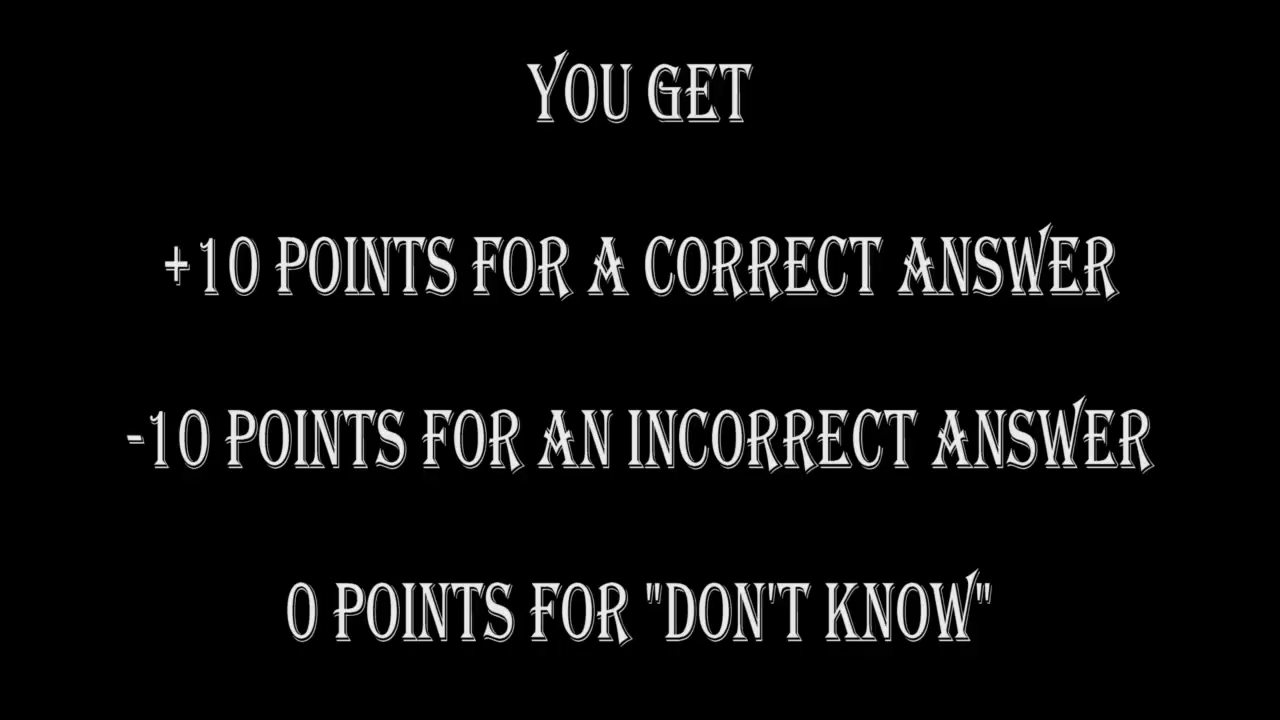 YOU GET
+10 POINTS FOR A CORRECT ANSWER
-10 POINTS FOR AN INCORRECT ANSWER
0 POINTS FOR "DON'T KNOW"